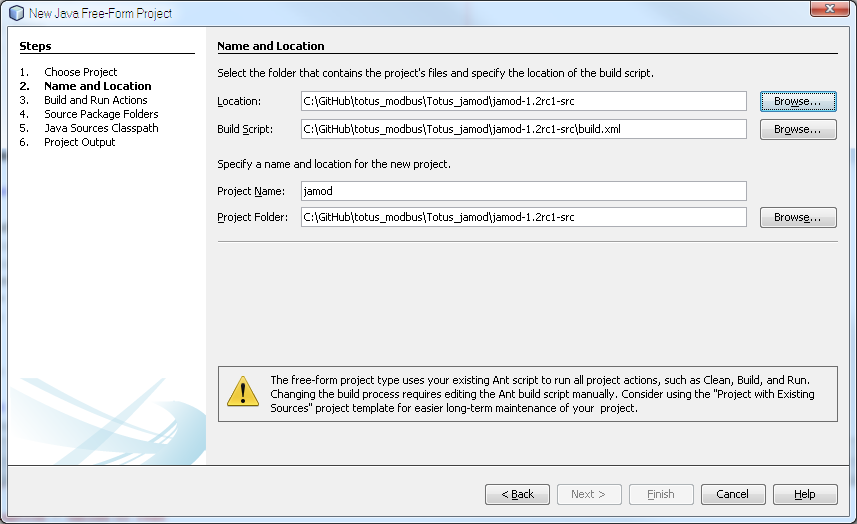 New Java Free-Form Project
Steps
1. Choose Project
2. Name and Location
3. Build and Run Actions
4. Source Package Folders
5. Java Sources Classpath
6. Project Output
Name and Location
Select the folder that contains the project's files and specify the location of the build script.
Location: C:\GitHub\totus_modbus\Totus_jamod\jamod-1.2rc1-src Browse...
Build Script: C:\GitHub\totus_modbus\Totus_jamod\jamod-1.2rc1-src\build.xml Browse...
Specify a name and location for the new project.
Project Name: jamod
Project Folder: C:\GitHub\totus_modbus\Totus_jamod\jamod-1.2rc1-src Browse...
The free-form project type uses your existing Ant script to run all project actions, such as Clean, Build, and Run.
Changing the build process requires editing the Ant build script manually. Consider using the "Project with Existing
Sources" project template for easier long-term maintenance of your project.
< Back Next > Finish Cancel Help